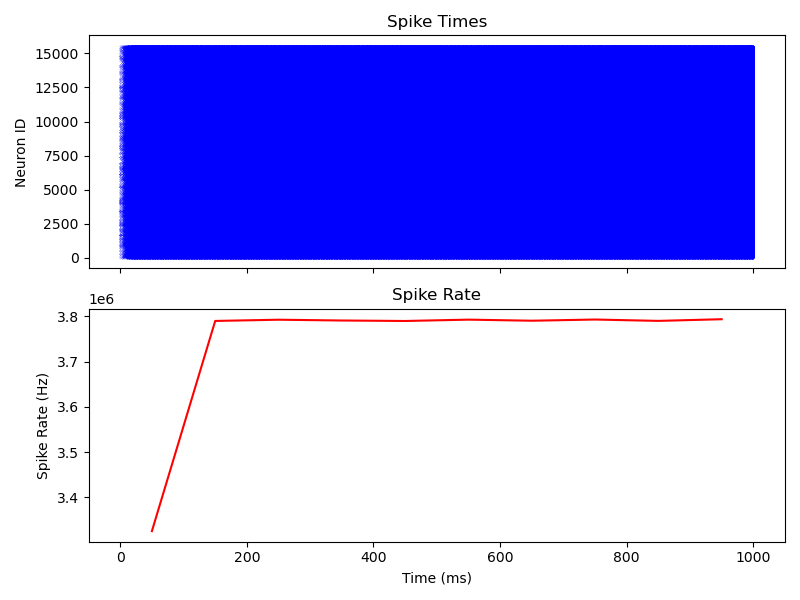 Spike Times
15000
12500
10000
7500
5000
2500
0
Neuron ID
Spike Rate
1e6
3.8
3.7
3.6
3.5
3.4
Spike Rate (Hz)
0 200 400 600 800 1000
Time (ms)